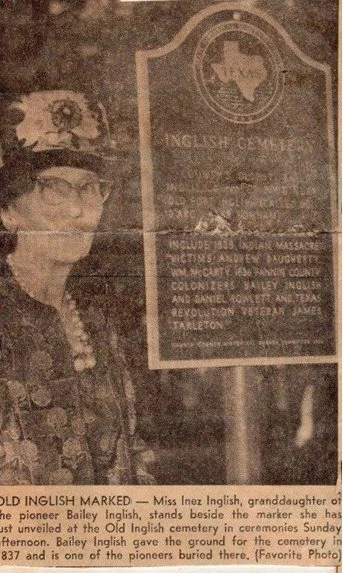 TEXAS
INGLISH CEMETERY
INCLUDE 1838 INDIAN MASSACRE
VICTIMS ANDREW DAUGHERTY,
WM. McCARTY. 1836 FANNIN COUNTY
COLONIZERS BAILEY INGLISH
AND DANIEL ROWLETT AND TEXAS
REVOLUTION VETERAN JAMES
TARLETON
OLD INGLISH MARKED — Miss Inez Inglish, granddaughter of
he pioneer Bailey Inglish, stands beside the marker she has
ust unveiled at the Old Inglish cemetery in ceremonies Sunday
afternoon. Bailey Inglish gave the ground for the cemetery in
837 and is one of the pioneers buried there. (Favorite Photo)